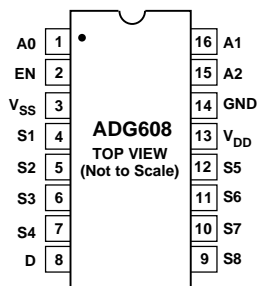 A0 1 16 A1
EN 2 15 A2
VSS 3 14 GND
S1 4 ADG608 13 VDD
TOP VIEW
S2 5 (Not to Scale) 12 S5
S3 6 11 S6
S4 7 10 S7
D 8 9 S8